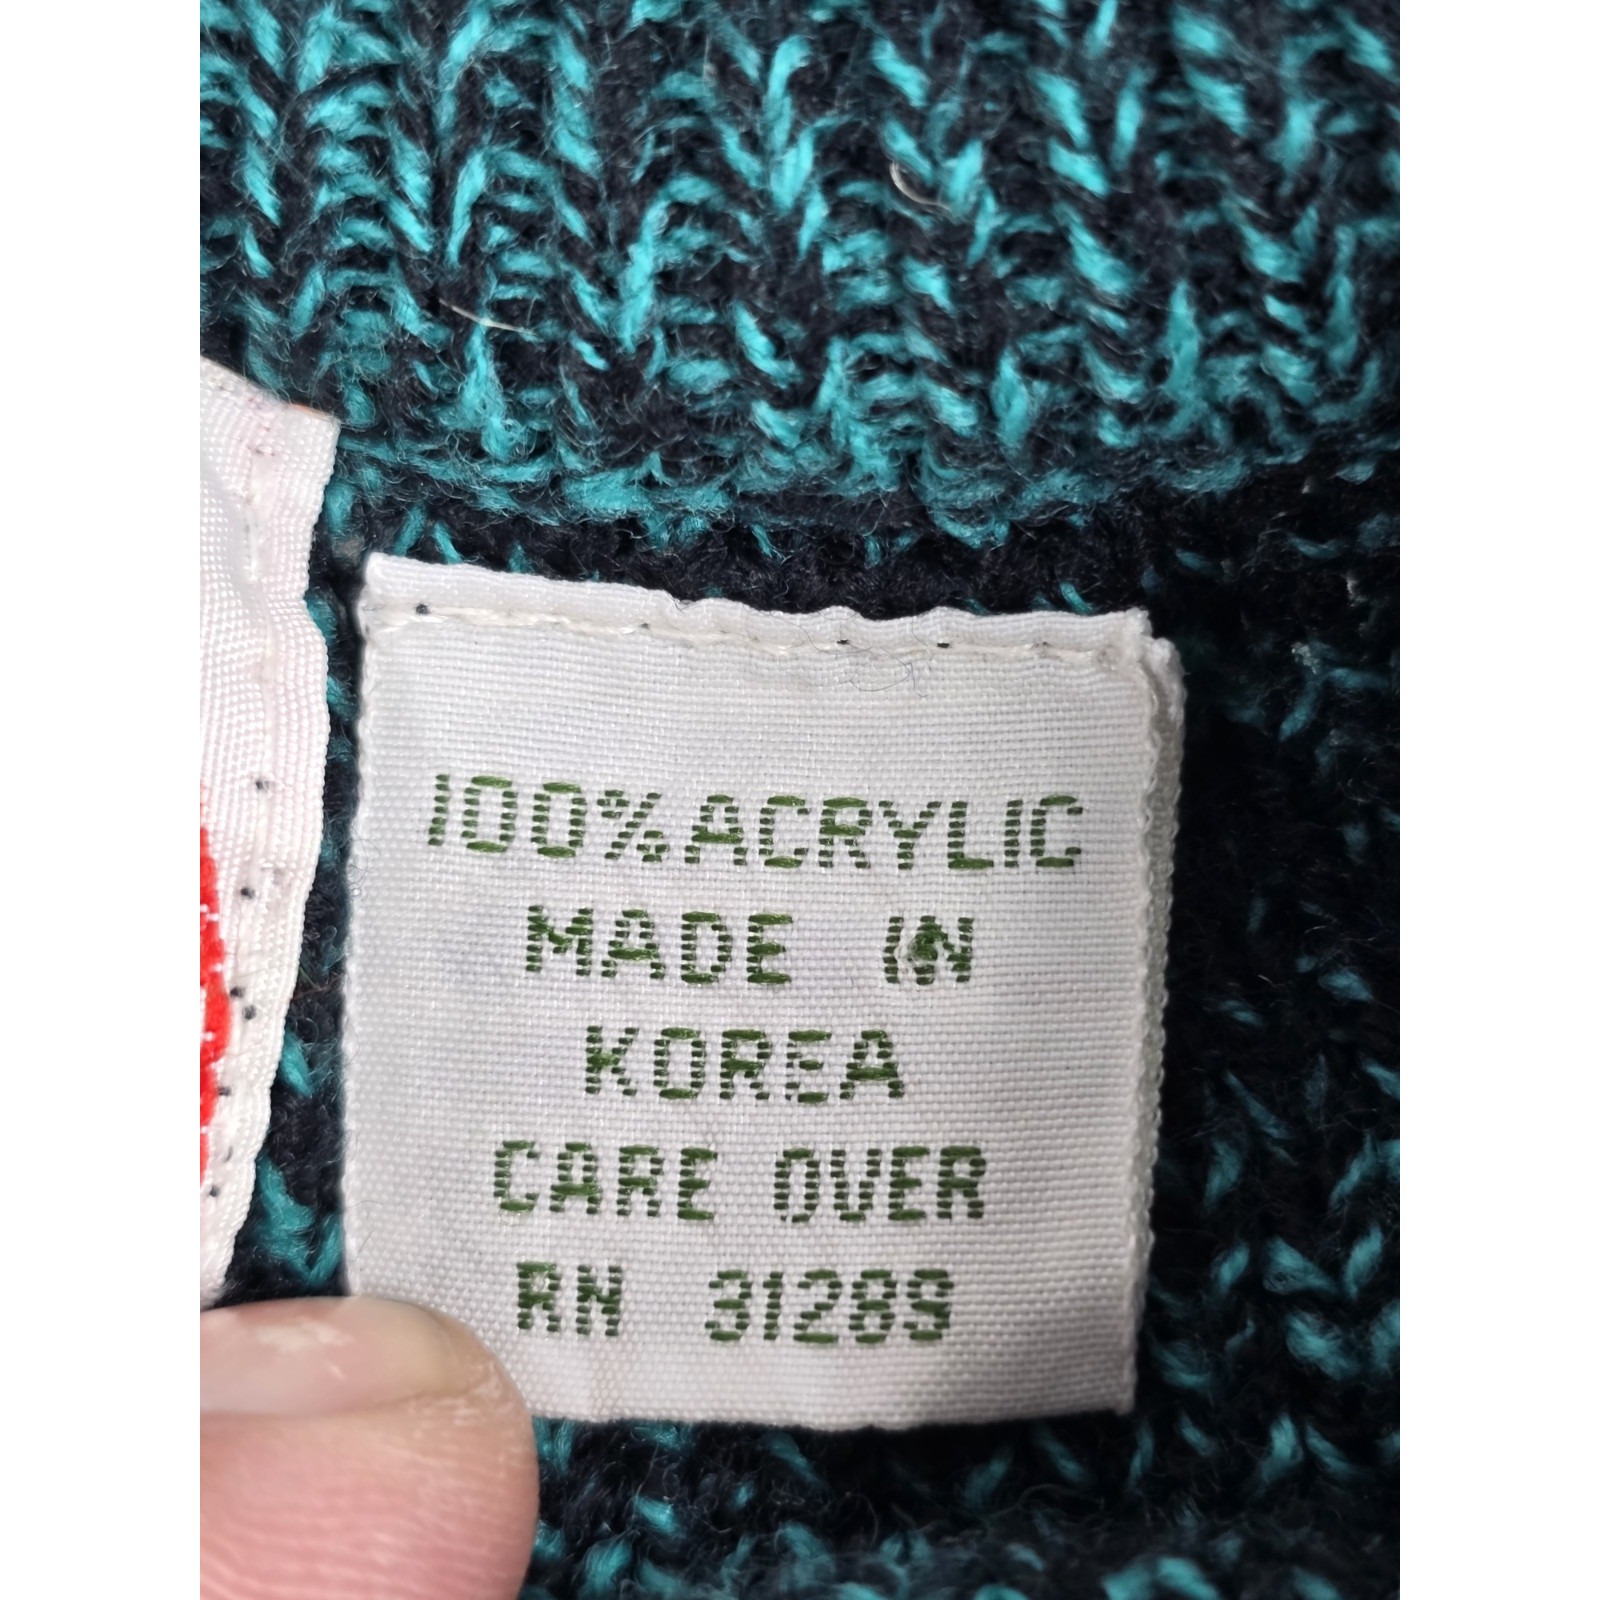 100% ACRYLIC
MADE IN
KOREA
CARE OVER
RN 31289